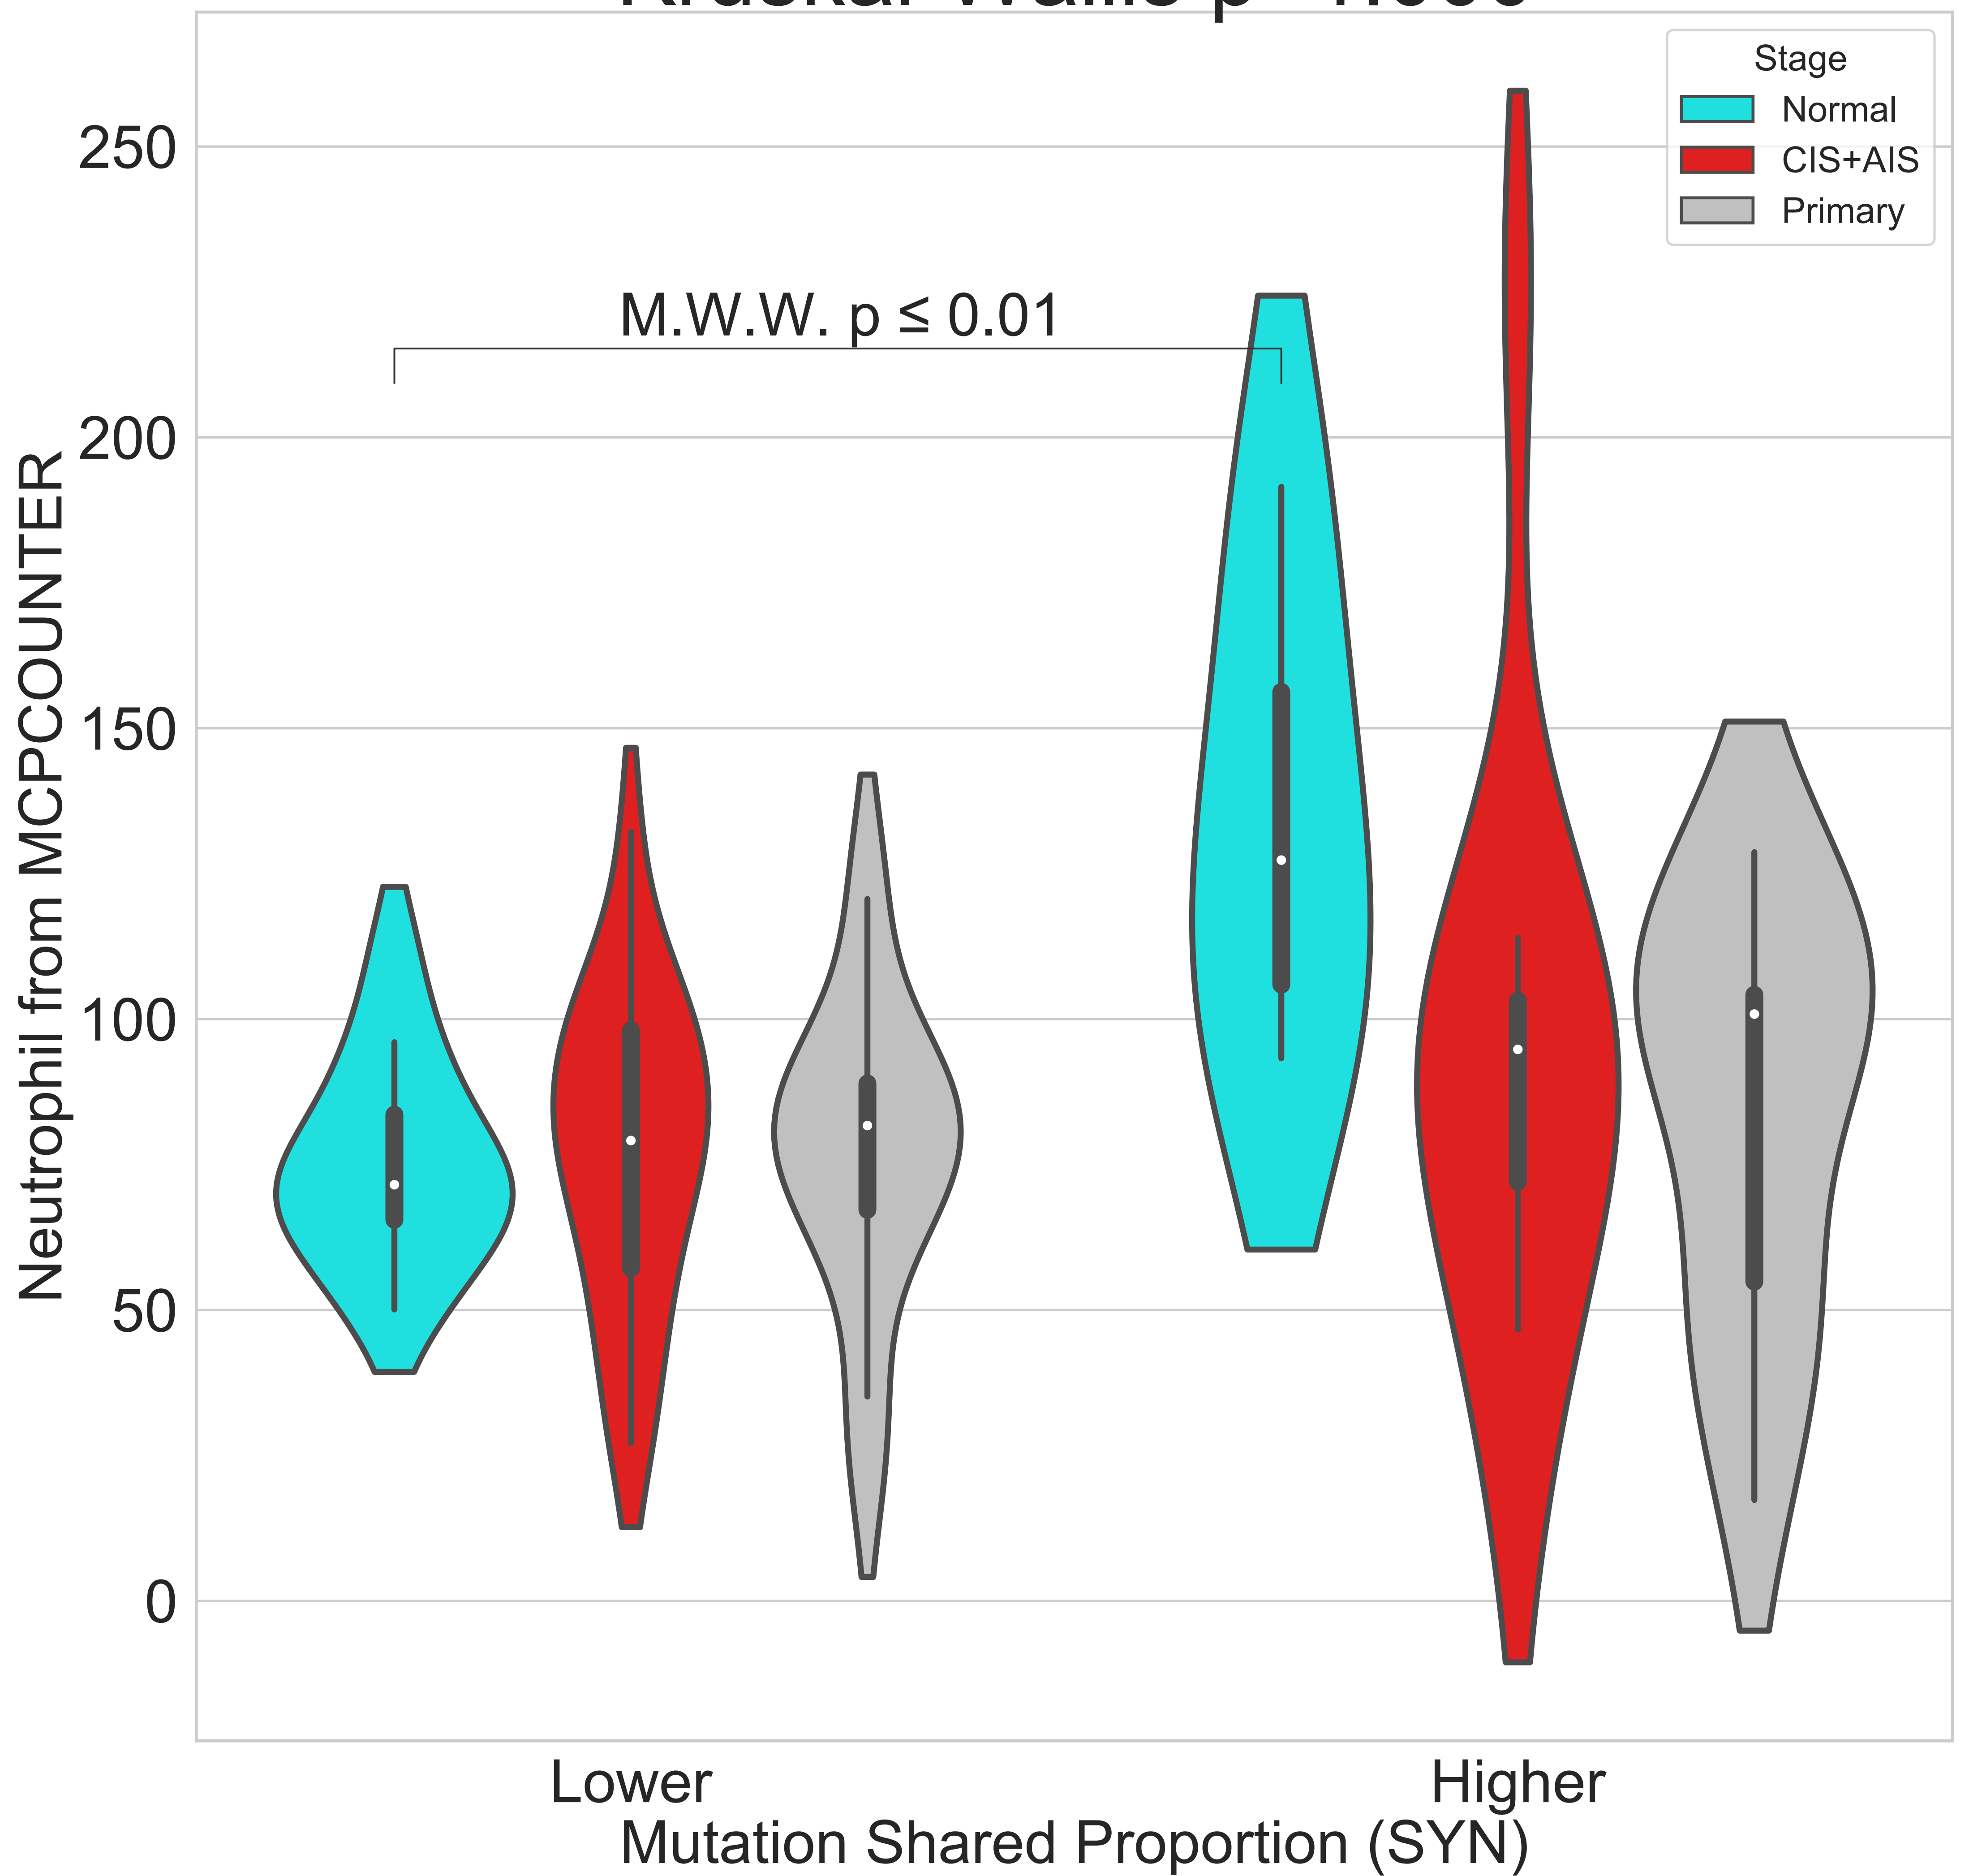 Stage
Normal
CIS+AIS
Primary
250
200
150
100
50
0
M.W.W. p ≤ 0.01
Neutrophil from MCPCOUNTER
Lower
Higher
Mutation Shared Proportion (SYN)